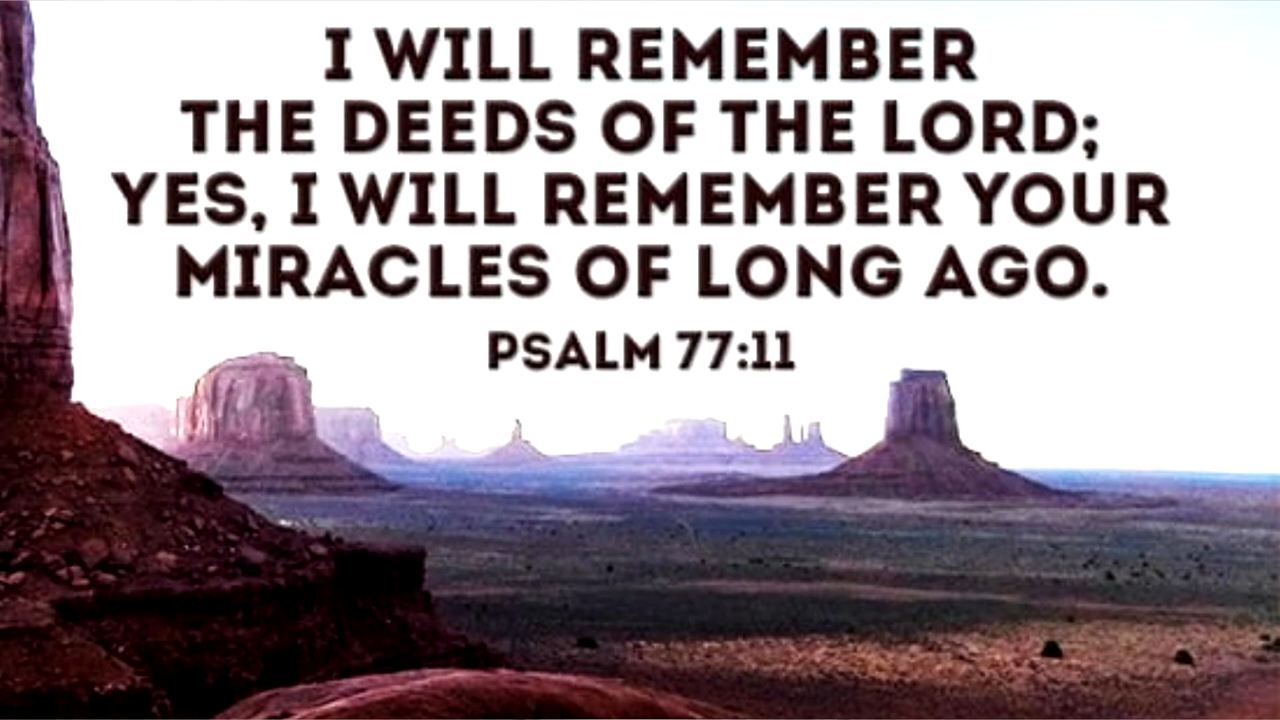 I WILL REMEMBER
THE DEEDS OF THE LORD;
YES, I WILL REMEMBER YOUR
MIRACLES OF LONG AGO.
PSALM 77:11